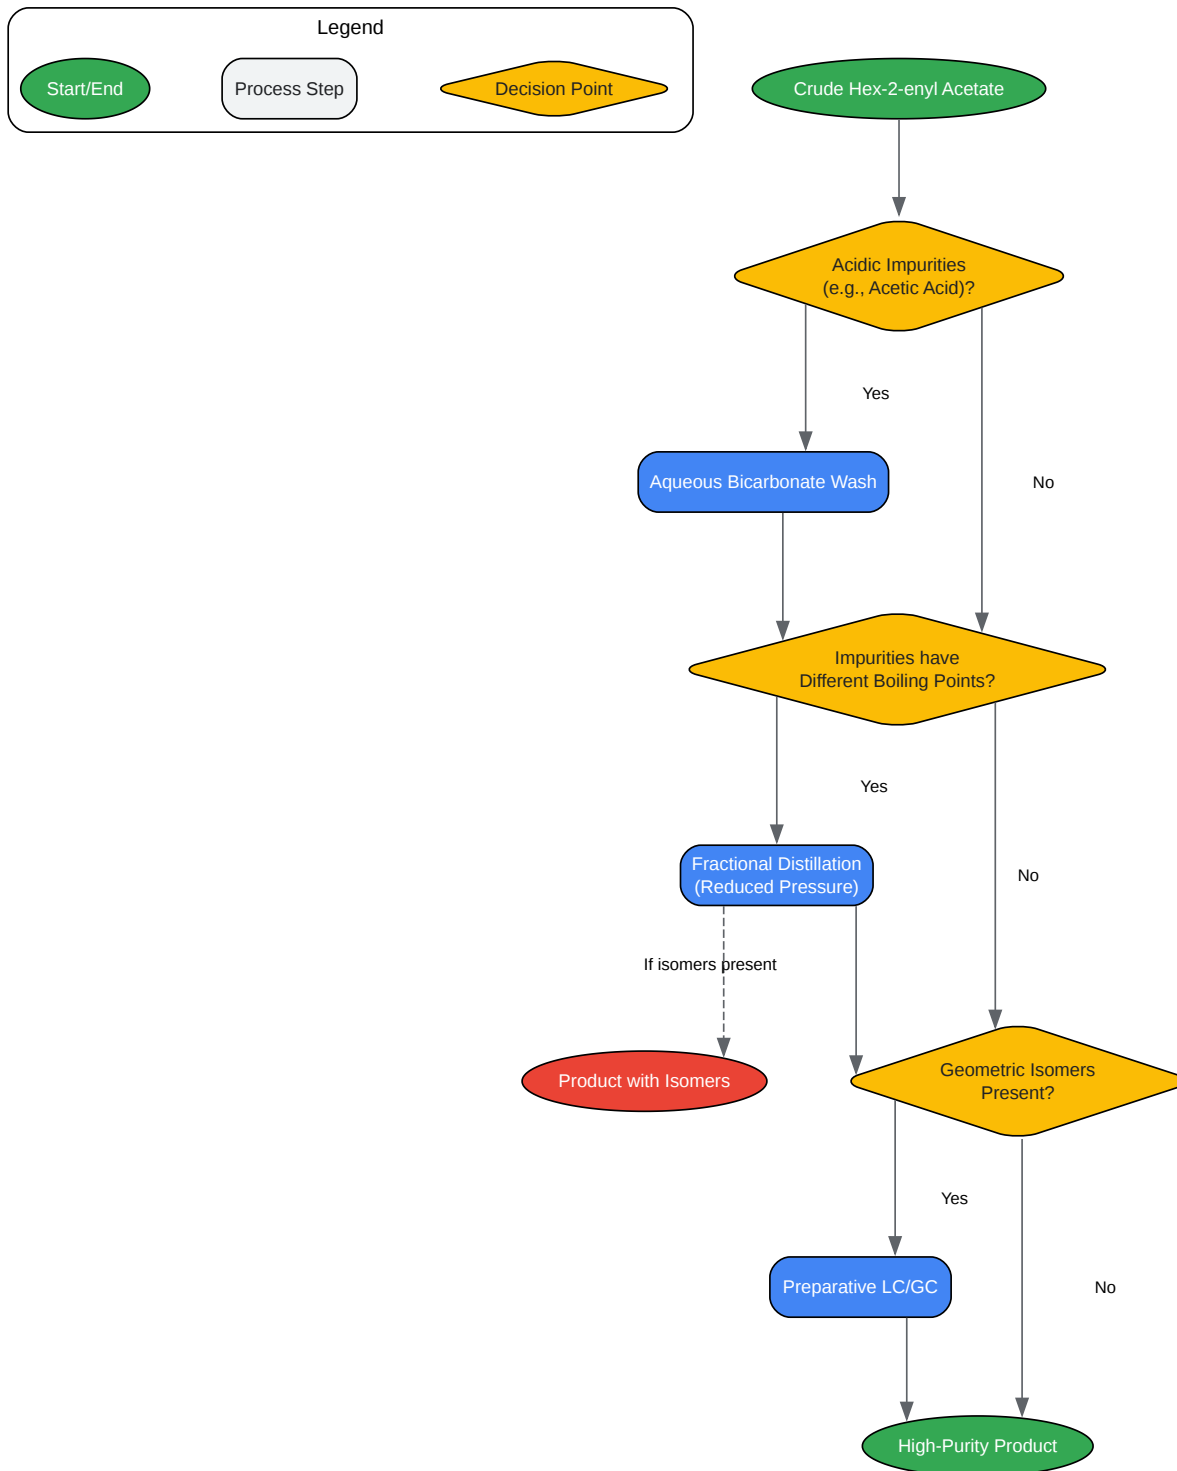 Legend
Start/End
Process Step
Decision Point
Crude Hex-2-enyl Acetate
Acidic Impurities
(e.g., Acetic Acid)?
Yes
Aqueous Bicarbonate Wash
No
Impurities have
Different Boiling Points?
Yes
Fractional Distillation
(Reduced Pressure)
No
If isomers present
Product with Isomers
Geometric Isomers
Present?
Yes
Preparative LC/GC
No
High-Purity Product